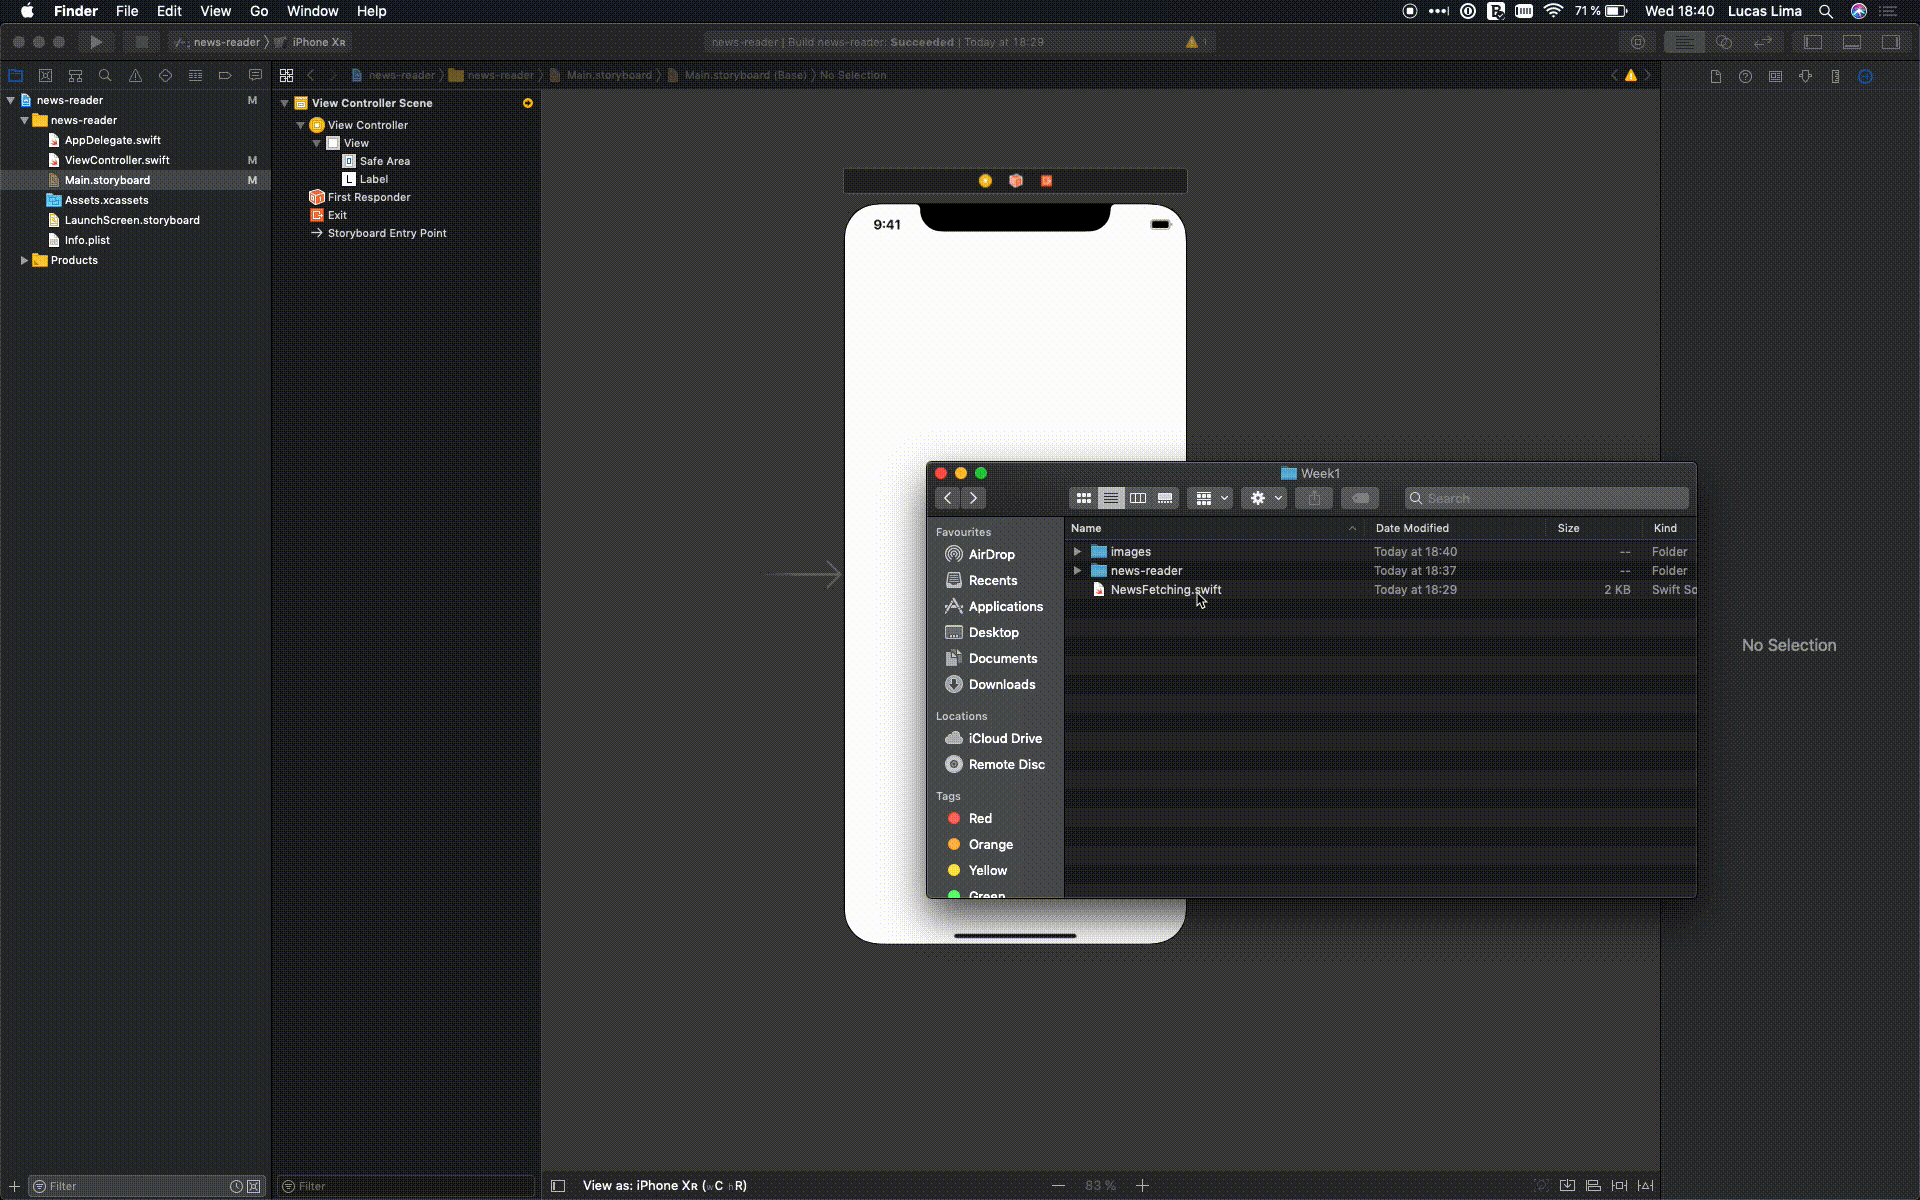 Finder File Edit View Go Window Help
71 % Wed 18:40 Lucas Lima
news-reader iPhone XR
news-reader | Build news-reader: Succeeded | Today at 18:29
news-reader news-reader Main.storyboard Main.storyboard (Base) No Selection
news-reader M
news-reader
AppDelegate.swift
ViewController.swift M
Main.storyboard M
Assets.xcassets
LaunchScreen.storyboard
Info.plist
Products
View Controller Scene
View Controller
View
Safe Area
L Label
First Responder
Exit
Storyboard Entry Point
9:41
Week1
Search
Favourites
AirDrop
Recents
Applications
Desktop
Documents
Downloads
Locations
iCloud Drive
Remote Disc
Tags
Red
Orange
Yellow
Green
Name Date Modified Size Kind
images Today at 18:40 -- Folder
news-reader Today at 18:37 -- Folder
NewsFetching.swift Today at 18:29 2 KB Swift So
No Selection
Filter
Filter
View as: iPhone XR (wC hR)
83 %